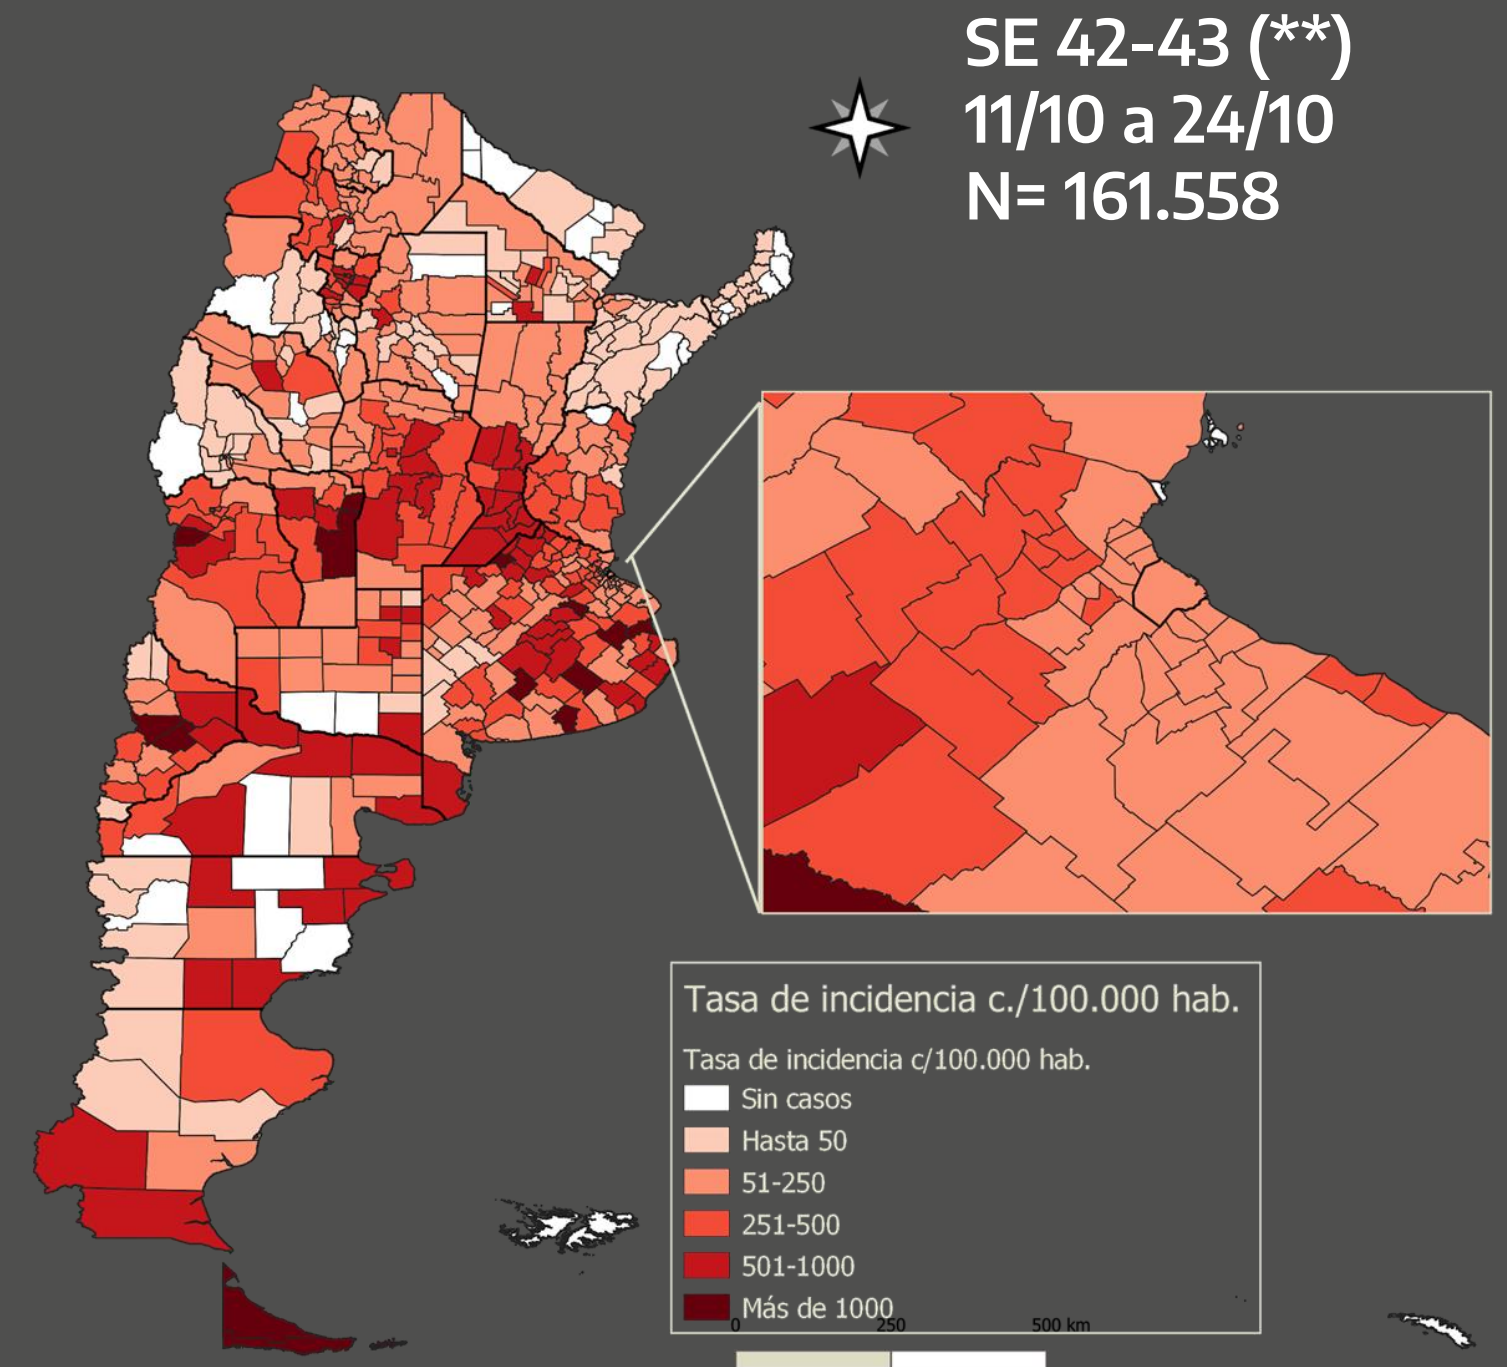 SE 42-43 (**)
11/10 a 24/10
N= 161.558
Tasa de incidencia c./100.000 hab.
Tasa de incidencia c/100.000 hab.
Sin casos
Hasta 50
51-250
251-500
501-1000
Más de 1000
0 250 500 km